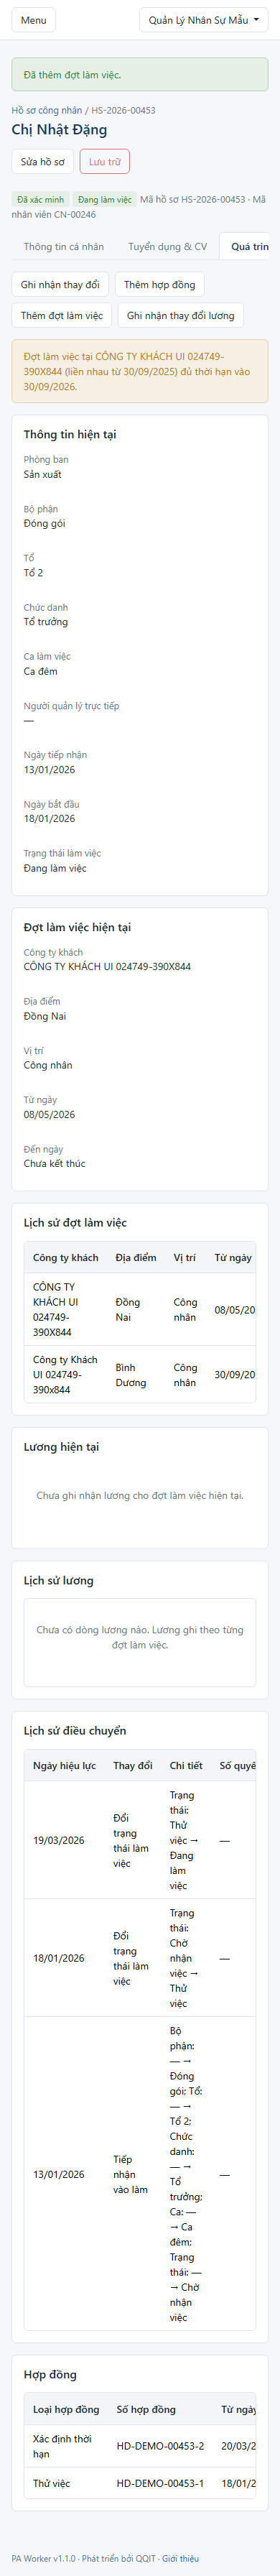 Menu
Quản Lý Nhân Sự Mẫu
Đã thêm đợt làm việc.
Hồ sơ công nhân / HS-2026-00453
Chị Nhật Đặng
Sửa hồ sơ
Lưu trữ
Đã xác minh Đang làm việc Mã hồ sơ HS-2026-00453 · Mã
nhân viên CN-00246
Thông tin cá nhân
Tuyển dụng & CV
Quá trìn
Ghi nhận thay đổi
Thêm hợp đồng
Thêm đợt làm việc
Ghi nhận thay đổi lương
Đợt làm việc tại CÔNG TY KHÁCH UI 024749-
390X844 (liền nhau từ 30/09/2025) đủ thời hạn vào
30/09/2026.
Thông tin hiện tại
Phòng ban
Sản xuất
Bộ phận
Đóng gói
Tổ
Tổ 2
Chức danh
Tổ trưởng
Ca làm việc
Ca đêm
Người quản lý trực tiếp
—
Ngày tiếp nhận
13/01/2026
Ngày bắt đầu
18/01/2026
Trạng thái làm việc
Đang làm việc
Đợt làm việc hiện tại
Công ty khách
CÔNG TY KHÁCH UI 024749-390X844
Địa điểm
Đồng Nai
Vị trí
Công nhân
Từ ngày
08/05/2026
Đến ngày
Chưa kết thúc
Lịch sử đợt làm việc
Công ty khách Địa điểm Vị trí Từ ngày
CÔNG TY
KHÁCH UI
024749-
390X844
Đồng
Nai
Công
nhân
08/05/20
Công ty Khách
UI 024749-
390x844
Bình
Dương
Công
nhân
30/09/20
Lương hiện tại
Chưa ghi nhận lương cho đợt làm việc hiện tại.
Lịch sử lương
Chưa có dòng lương nào. Lương ghi theo từng
đợt làm việc.
Lịch sử điều chuyển
Ngày hiệu lực Thay đổi Chi tiết Số quyế
19/03/2026
Đổi
trạng
thái làm
việc
Trạng
thái:
Thử
việc →
Đang
làm
việc
—
18/01/2026
Đổi
trạng
thái làm
việc
Trạng
thái:
Chờ
nhận
việc →
Thử
việc
—
13/01/2026
Tiếp
nhận
vào làm
Bộ
phận:
— →
Đóng
gói; Tổ:
— →
Tổ 2;
Chức
danh:
— →
Tổ
trưởng;
Ca: —
→ Ca
đêm;
Trạng
thái: —
→ Chờ
nhận
việc
—
Hợp đồng
Loại hợp đồng Số hợp đồng Từ ngày
Xác định thời
hạn
HD-DEMO-00453-2
20/03/2
Thử việc HD-DEMO-00453-1 18/01/2
PA Worker v1.1.0 · Phát triển bởi QQIT · Giới thiệu